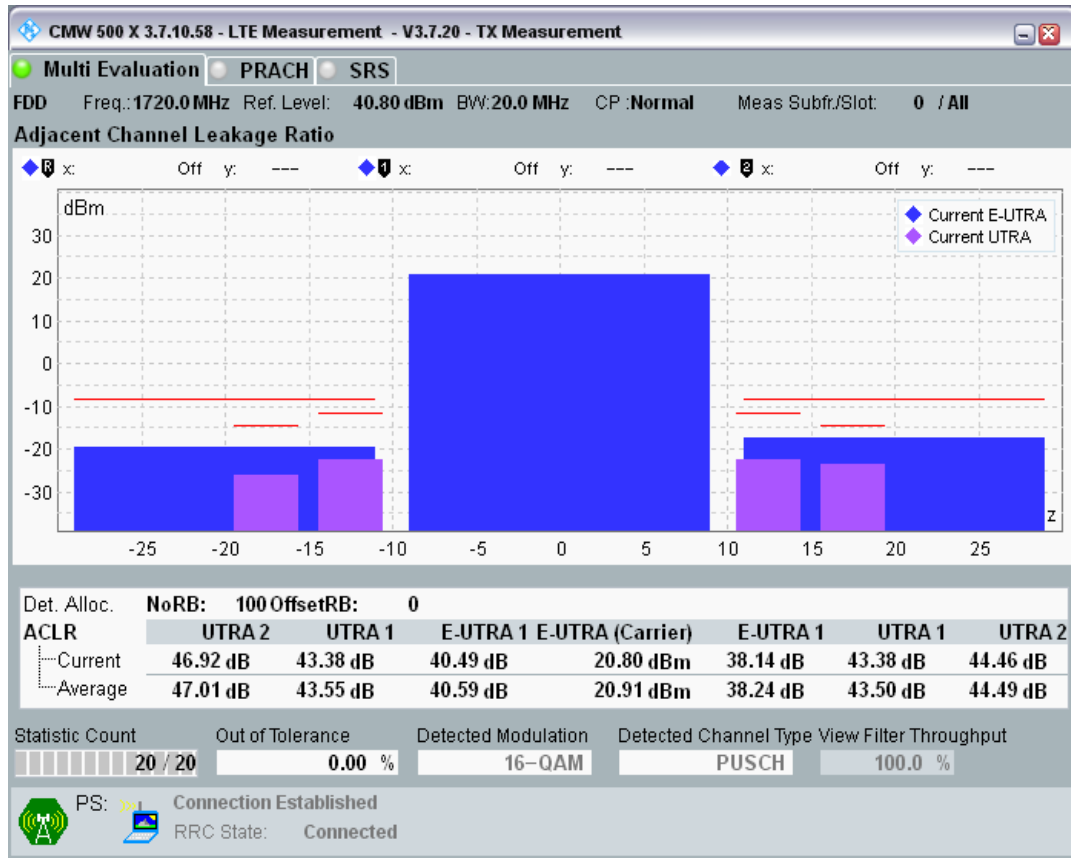 CMW 500 X 3.7.10.58 - LTE Measurement - V3.7.20 - TX Measurement
Multi Evaluation PRACH SRS
FDD Freq.:1720.0 MHz Ref. Level: 40.80 dBm BW:20.0 MHz CP :Normal Meas Subfr./Slot: 0 / All
Adjacent Channel Leakage Ratio
R x: Off y: --- 1 x: Off y: --- 2 x: Off y: ---
dBm
Current E-UTRA
Current UTRA
30
20
10
0
-10
-20
-30
z
-25 -20 -15 -10 -5 0 5 10 15 20 25
Det. Alloc. NoRB: 100 OffsetRB: 0
ACLR UTRA 2 UTRA 1 E-UTRA 1 E-UTRA (Carrier) E-UTRA 1 UTRA 1 UTRA 2
Current 46.92 dB 43.38 dB 40.49 dB 20.80 dBm 38.14 dB 43.38 dB 44.46 dB
Average 47.01 dB 43.55 dB 40.59 dB 20.91 dBm 38.24 dB 43.50 dB 44.49 dB
Statistic Count Out of Tolerance Detected Modulation Detected Channel Type View Filter Throughput
20 / 20 0.00 % 16-QAM PUSCH 100.0 %
PS: Connection Established
RRC State: Connected